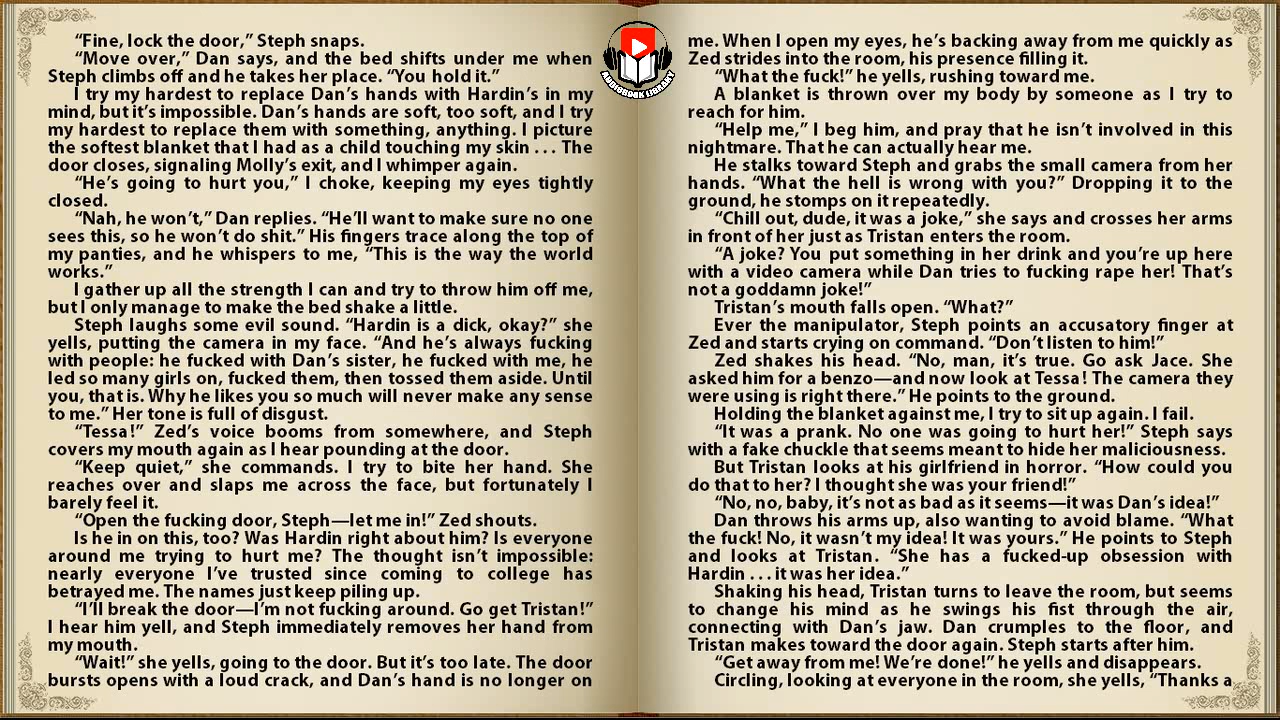 “Fine, lock the door,” Steph snaps.
“Move over,” Dan says, and the bed shifts under me when
Steph climbs off and he takes her place. “You hold it.”
I try my hardest to replace Dan’s hands with Hardin’s in my
mind, but it’s impossible. Dan’s hands are soft, too soft, and I try
my hardest to replace them with something, anything. I picture
the softest blanket that I had as a child touching my skin . . . The
door closes, signaling Molly’s exit, and I whimper again.
“He’s going to hurt you,” I choke, keeping my eyes tightly
closed.
“Nah, he won’t,” Dan replies. “He’ll want to make sure no one
sees this, so he won’t do shit.” His fingers trace along the top of
my panties, and he whispers to me, “This is the way the world
works.”
I gather up all the strength I can and try to throw him off me,
but I only manage to make the bed shake a little.
Steph laughs some evil sound. “Hardin is a dick, okay?” she
yells, putting the camera in my face. “And he’s always fucking
with people: he fucked with Dan’s sister, he fucked with me, he
led so many girls on, fucked them, then tossed them aside. Until
you, that is. Why he likes you so much will never make any sense
to me.” Her tone is full of disgust.
“Tessa!” Zed’s voice booms from somewhere, and Steph
covers my mouth again as I hear pounding at the door.
“Keep quiet,” she commands. I try to bite her hand. She
reaches over and slaps me across the face, but fortunately I
barely feel it.
“Open the fucking door, Steph—let me in!” Zed shouts.
Is he in on this, too? Was Hardin right about him? Is everyone
around me trying to hurt me? The thought isn’t impossible:
nearly everyone I’ve trusted since coming to college has
betrayed me. The names just keep piling up.
“I’ll break the door—I’m not fucking around. Go get Tristan!”
I hear him yell, and Steph immediately removes her hand from
my mouth.
“Wait!” she yells, going to the door. But it’s too late. The door
bursts opens with a loud crack, and Dan’s hand is no longer on
AUDIOBOOK LIBRARY
me. When I open my eyes, he’s backing away from me quickly as
Zed strides into the room, his presence filling it.
“What the fuck!” he yells, rushing toward me.
A blanket is thrown over my body by someone as I try to
reach for him.
“Help me,” I beg him, and pray that he isn’t involved in this
nightmare. That he can actually hear me.
He stalks toward Steph and grabs the small camera from her
hands. “What the hell is wrong with you?” Dropping it to the
ground, he stomps on it repeatedly.
“Chill out, dude, it was a joke,” she says and crosses her arms
in front of her just as Tristan enters the room.
“A joke? You put something in her drink and you’re up here
with a video camera while Dan tries to fucking rape her! That’s
not a goddamn joke!”
Tristan’s mouth falls open. “What?”
Ever the manipulator, Steph points an accusatory finger at
Zed and starts crying on command. “Don’t listen to him!”
Zed shakes his head. “No, man, it’s true. Go ask Jace. She
asked him for a benzo—and now look at Tessa! The camera they
were using is right there.” He points to the ground.
Holding the blanket against me, I try to sit up again. I fail.
“It was a prank. No one was going to hurt her!” Steph says
with a fake chuckle that seems meant to hide her maliciousness.
But Tristan looks at his girlfriend in horror. “How could you
do that to her? I thought she was your friend!”
“No, no, baby, it’s not as bad as it seems—it was Dan’s idea!”
Dan throws his arms up, also wanting to avoid blame. “What
the fuck! No, it wasn’t my idea! It was yours.” He points to Steph
and looks at Tristan. “She has a fucked-up obsession with
Hardin . . . it was her idea.”
Shaking his head, Tristan turns to leave the room, but seems
to change his mind as he swings his fist through the air,
connecting with Dan’s jaw. Dan crumples to the floor, and
Tristan makes toward the door again. Steph starts after him.
“Get away from me! We’re done!” he yells and disappears.
Circling, looking at everyone in the room, she yells, “Thanks a